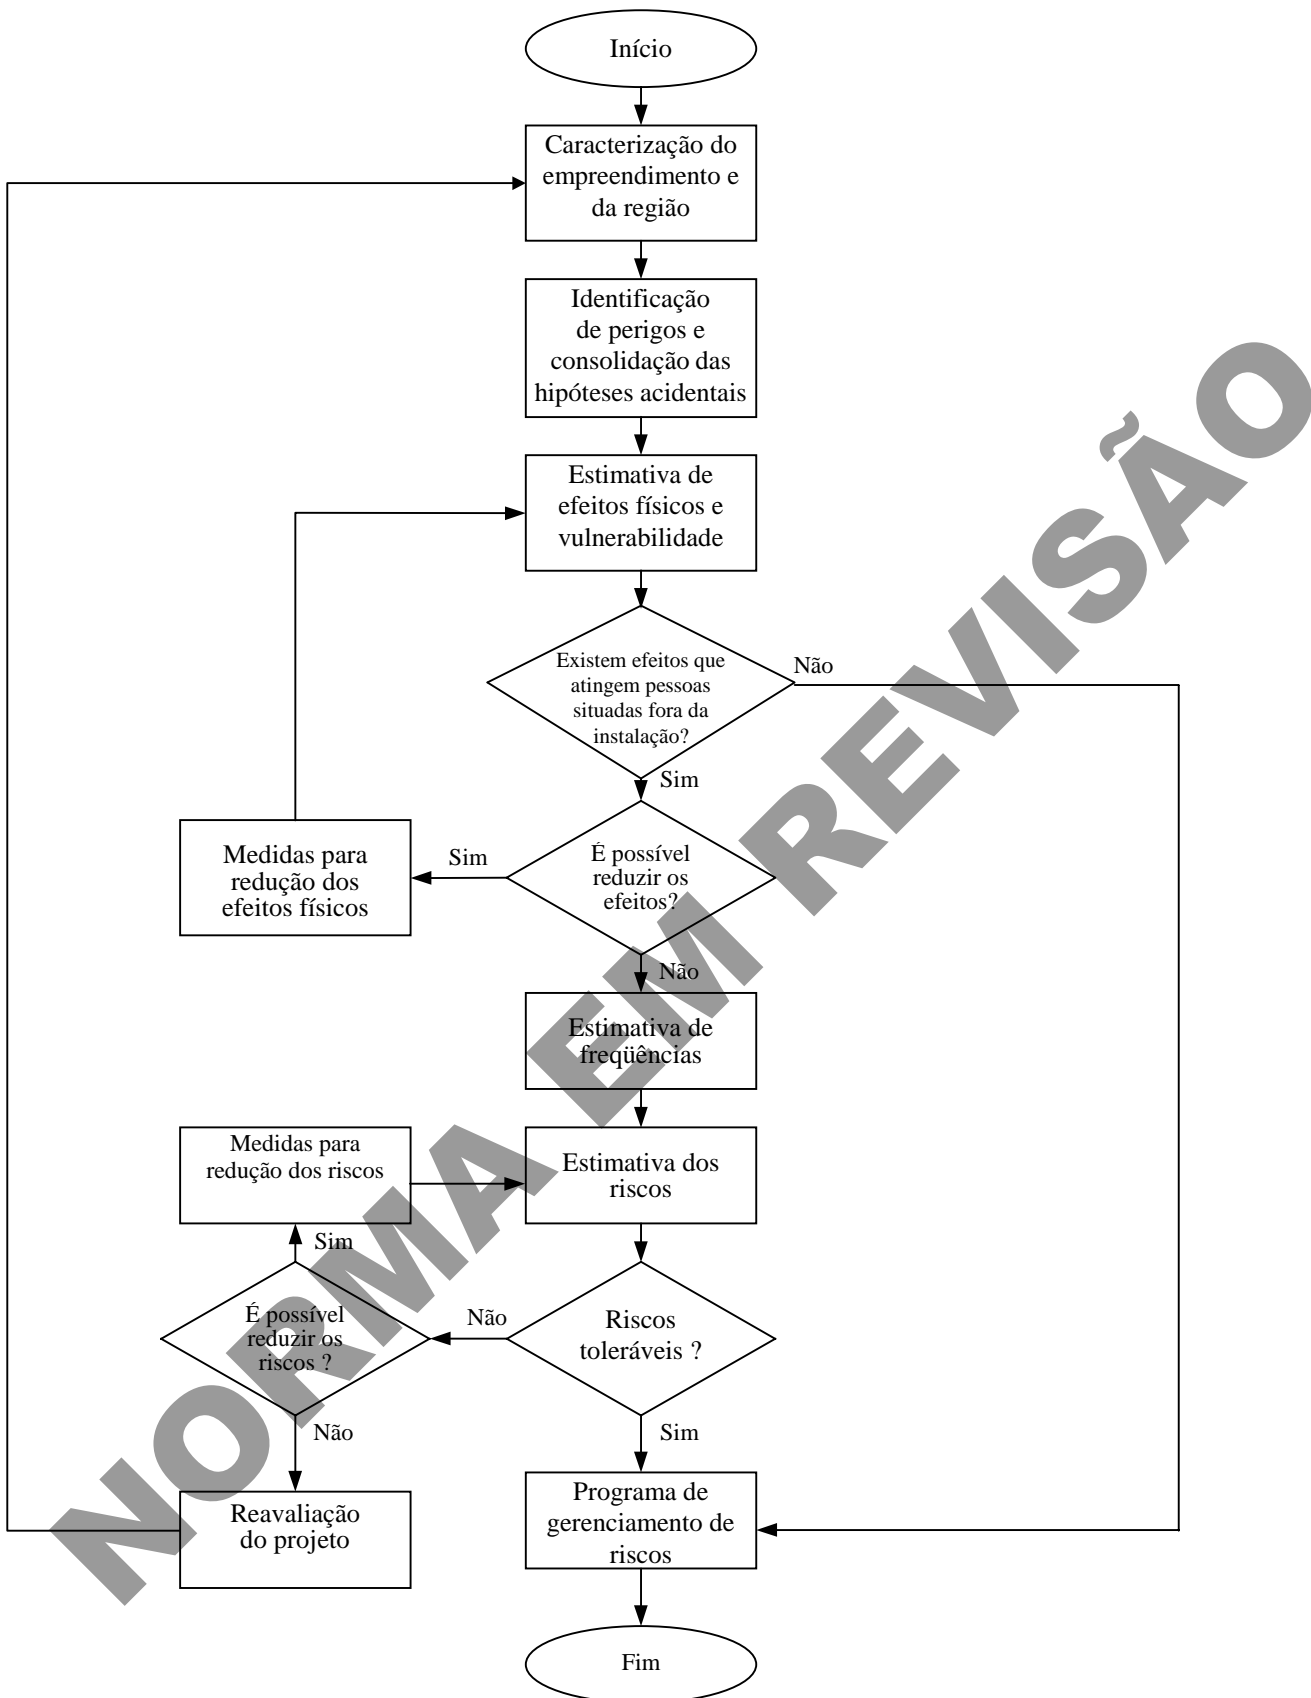 Início
Caracterização do
empreendimento e
da região
Identificação
de perigos e
consolidação das
hipóteses acidentais
Estimativa de
efeitos físicos e
vulnerabilidade
Existem efeitos que
atingem pessoas
situadas fora da
instalação?
Não
Sim
É possível
reduzir os
efeitos?
Sim
Medidas para
redução dos
efeitos físicos
Não
Estimativa de
freqüências
Medidas para
redução dos riscos
Estimativa dos
riscos
Sim
É possível
reduzir os
riscos ?
Não
Riscos
toleráveis ?
Não
Sim
Reavaliação
do projeto
Programa de
gerenciamento de
riscos
Fim
NORMA EM REVISÃO